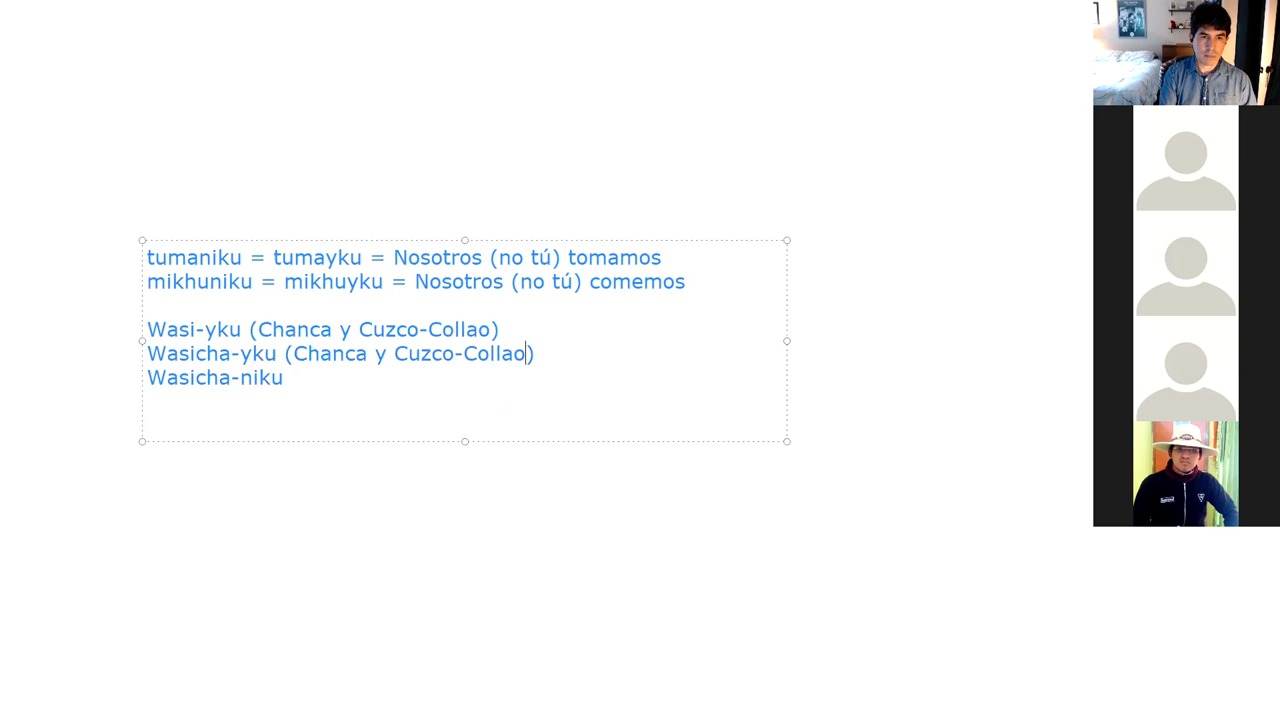 tumaniku = tumayku = Nosotros (no tú) tomamos
mikhuniku = mikhuyku = Nosotros (no tú) comemos
Wasi-yku (Chanca y Cuzco-Collao)
Wasicha-yku (Chanca y Cuzco-Collao)
Wasicha-niku